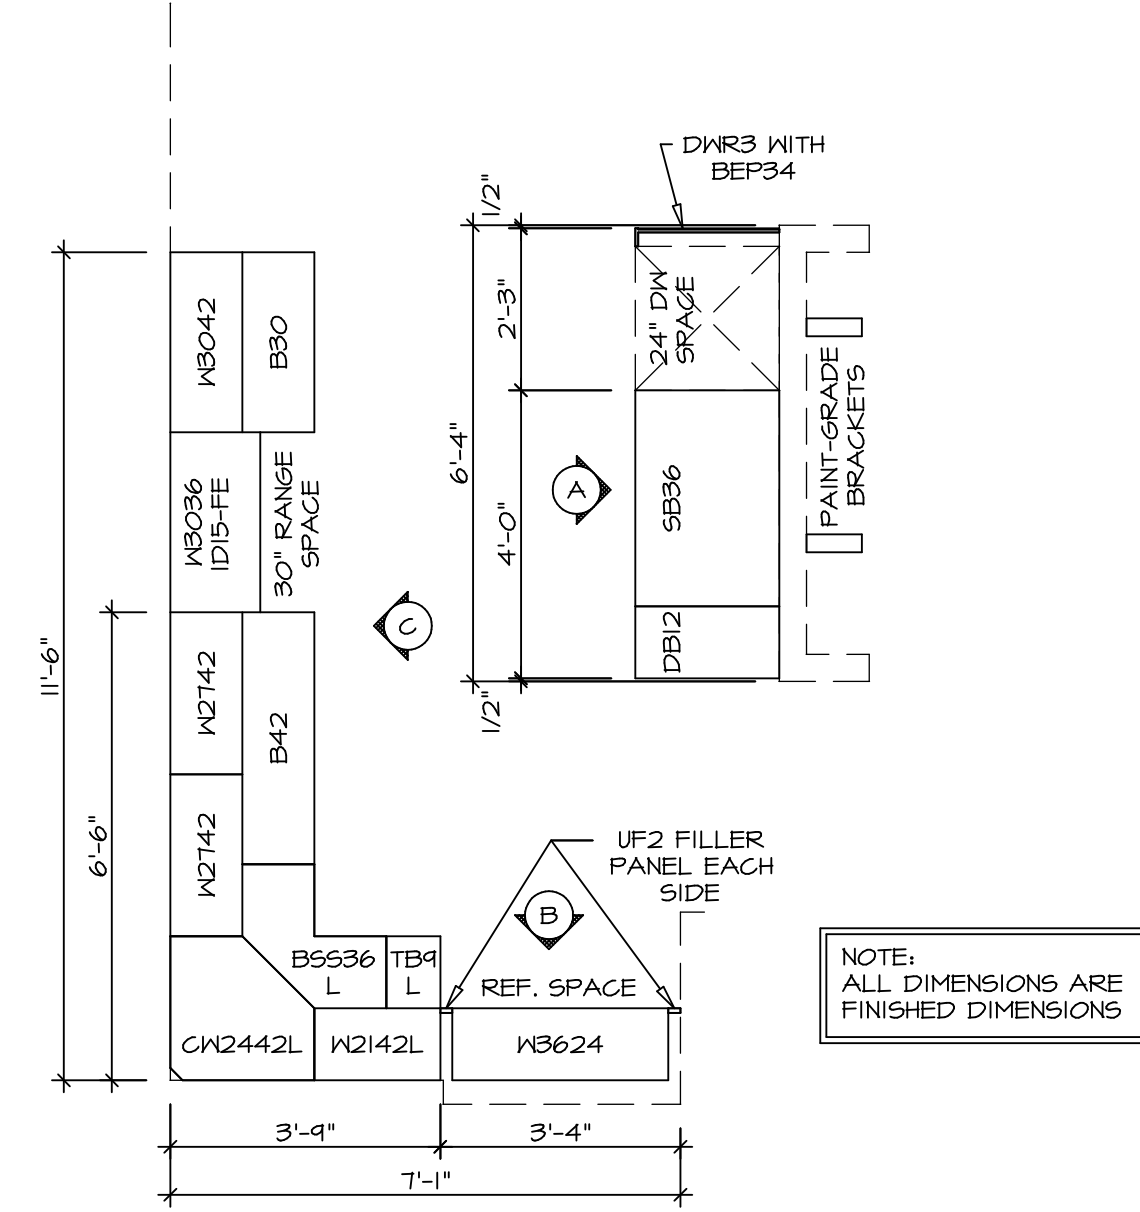 DWR3 WITH
BEP34
1/2"
2'-3"
24" DW
SPACE
W3042
B30
6'-4"
PAINT-GRADE
BRACKETS
W3036
1D15-FE
30" RANGE
SPACE
A
SB36
4'-0"
C
DB12
11'-6"
W2742
B42
1/2"
6'-6"
W2742
UF2 FILLER
PANEL EACH
SIDE
B
BSS36
L
TB9
L
REF. SPACE
CW2442L
W2142L
W3624
NOTE:
ALL DIMENSIONS ARE
FINISHED DIMENSIONS
3'-9"
3'-4"
7'-1"